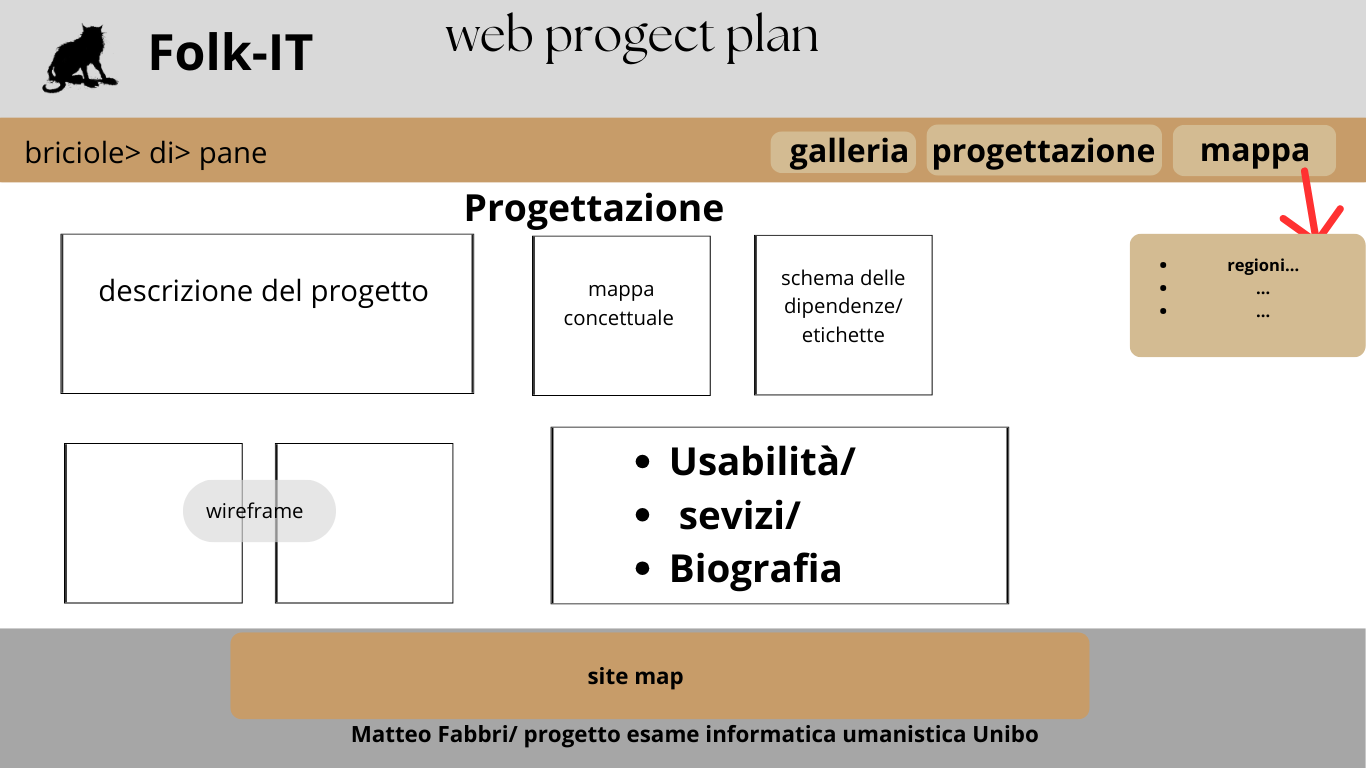 Folk-IT
web progect plan
briciole> di> pane
galleria
progettazione
mappa
Progettazione
descrizione del progetto
mappa
concettuale
schema delle
dipendenze/
etichette
• regioni...
• ...
• ...
wireframe
• Usabilità/
• sevizi/
• Biografia
site map
Matteo Fabbri/ progetto esame informatica umanistica Unibo